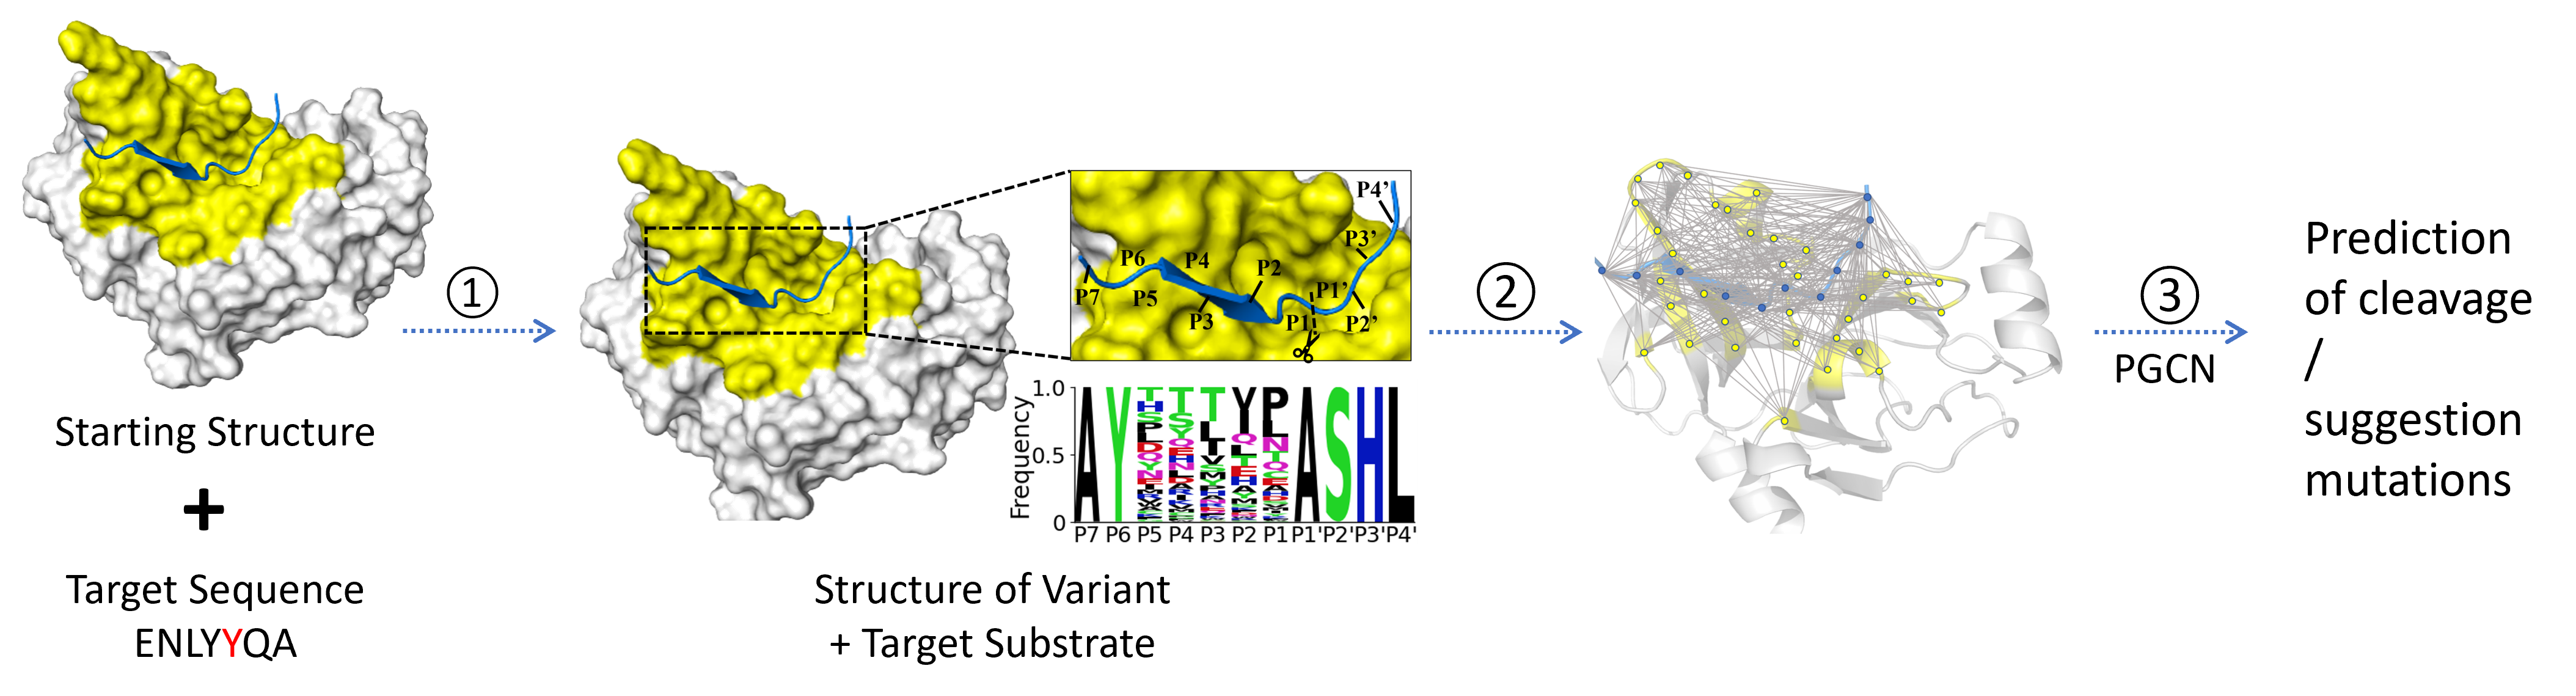 Starting Structure
+
Target Sequence
ENLYYQA
①
P7
P6
P5
P4
P3
P2
P1
P1'
P2'
P3'
P4'
Frequency
1.0
0.5
0
A Y T T T Y P A S H L
P7 P6 P5 P4 P3 P2 P1 P1' P2' P3' P4'
Structure of Variant
+ Target Substrate
②
③
PGCN
Prediction
of cleavage
/
suggestion
mutations